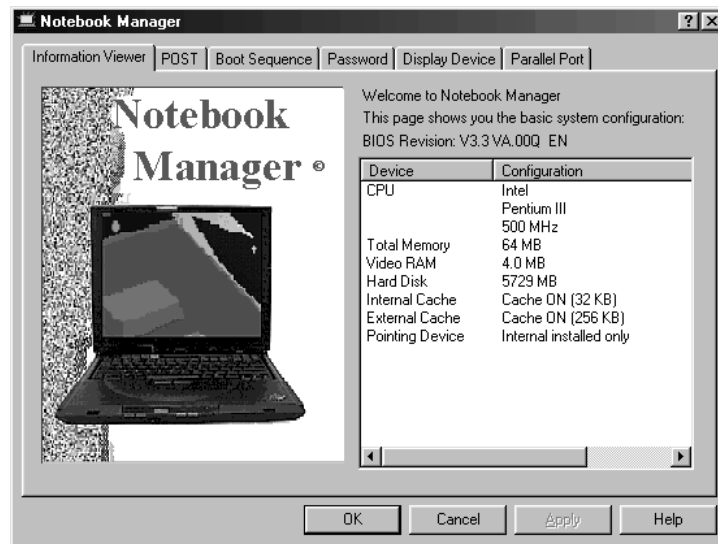 Notebook Manager
Information Viewer POST Boot Sequence Password Display Device Parallel Port
Notebook
Manager ©
Welcome to Notebook Manager
This page shows you the basic system configuration:
BIOS Revision: V3.3 VA.00Q EN
Device Configuration
CPU Intel
Pentium III
500 MHz
Total Memory 64 MB
Video RAM 4.0 MB
Hard Disk 5729 MB
Internal Cache Cache ON (32 KB)
External Cache Cache ON (256 KB)
Pointing Device Internal installed only
OK Cancel Apply Help